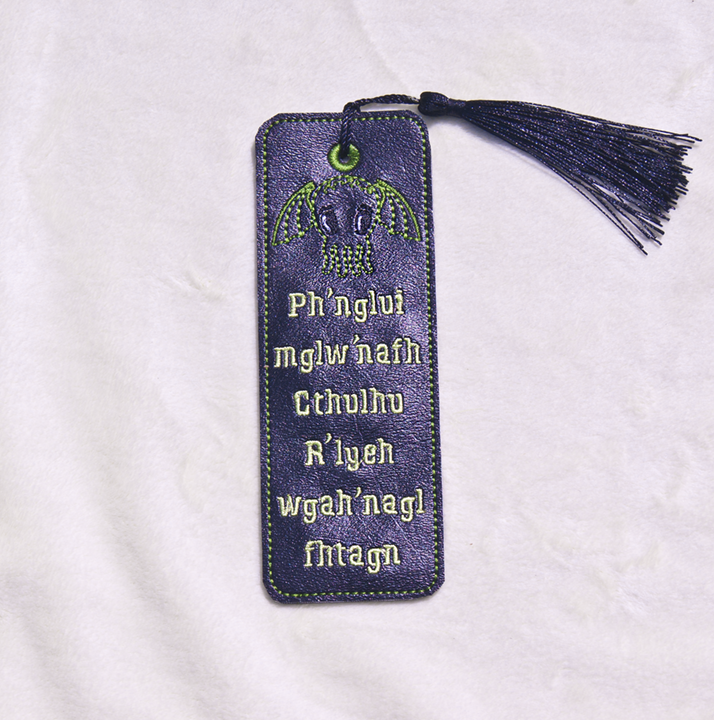 Ph'nglui
mglw'nafh
Cthulhu
R'lyeh
wgah'nagl
fhtagn